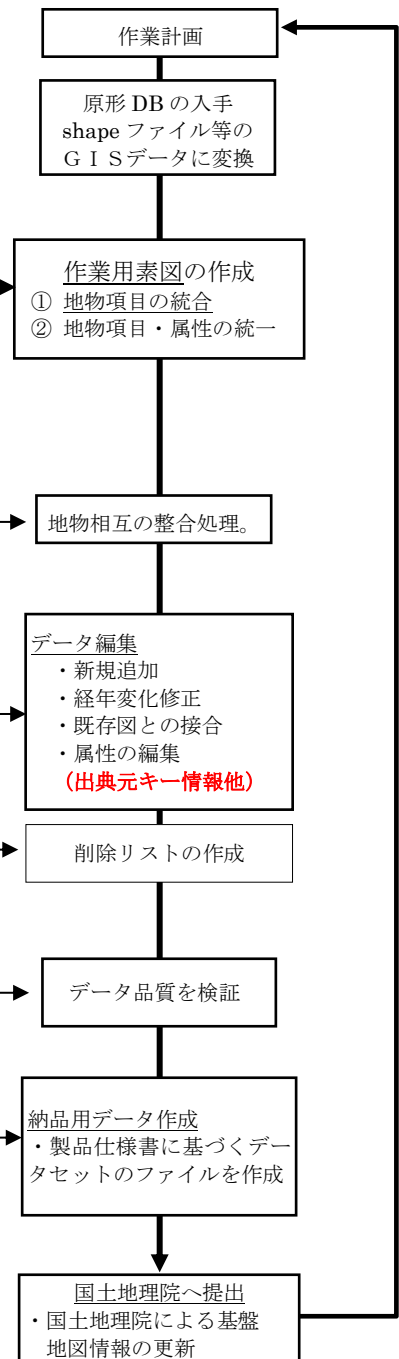 作業計画
原形 DB の入手
shape ファイル等の
ＧＩＳデータに変換
作業用素図の作成
① 地物項目の統合
② 地物項目・属性の統一
地物相互の整合処理。
データ編集
・新規追加
・経年変化修正
・既存図との接合
・属性の編集
（出典元キー情報他）
削除リストの作成
データ品質を検証
納品用データ作成
・製品仕様書に基づくデー
タセットのファイルを作成
国土地理院へ提出
・国土地理院による基盤
地図情報の更新